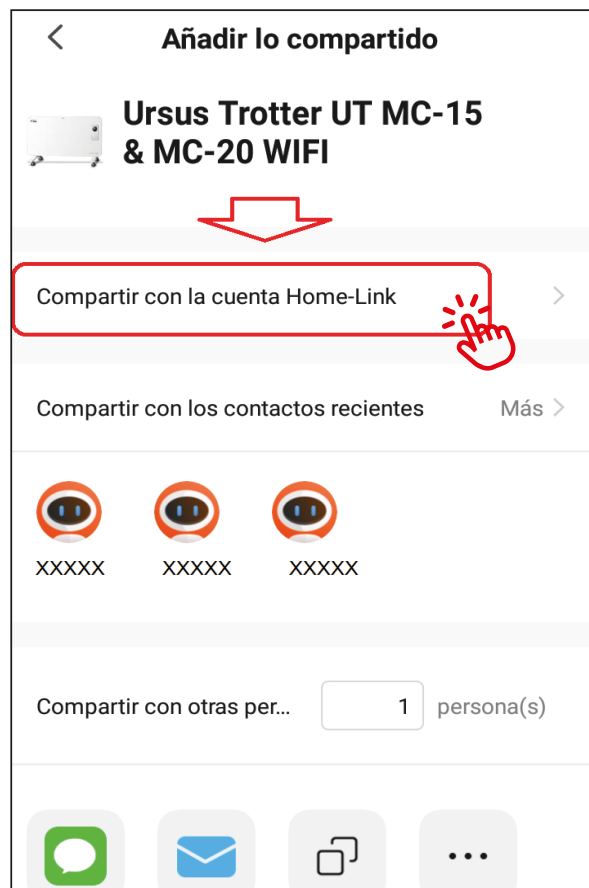 Añadir lo compartido
Ursus Trotter UT MC-15
& MC-20 WIFI
Compartir con la cuenta Home-Link
Compartir con los contactos recientes Más
XXXXX XXXXX XXXXX
Compartir con otras per... 1 persona(s)